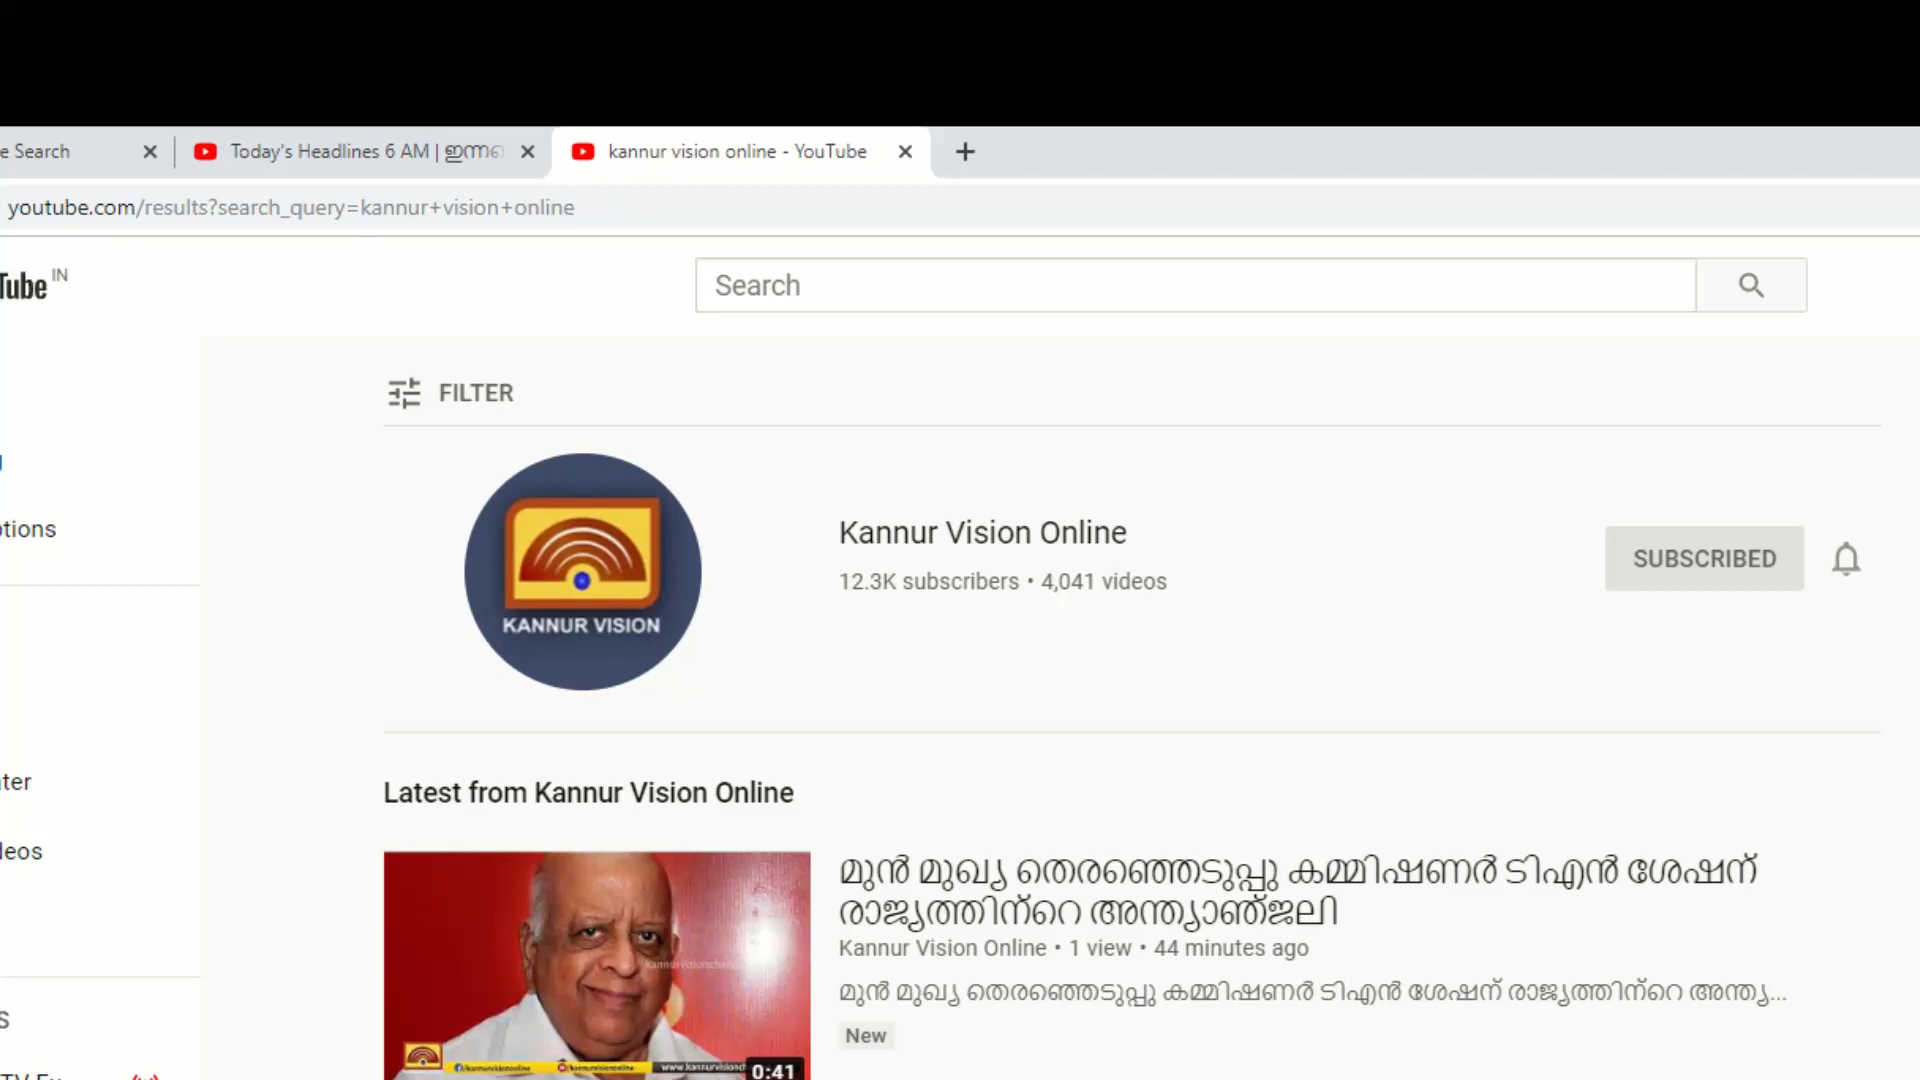 e Search
Today's Headlines 6 AM | ഇന്ന
kannur vision online - YouTube
youtube.com/results?search_query=kannur+vision+online
Tube IN
Search
FILTER
KANNUR VISION
Kannur Vision Online
12.3K subscribers • 4,041 videos
SUBSCRIBED
tions
ter
leos
S
Latest from Kannur Vision Online
മുൻ മുഖ്യ തെരഞ്ഞെടുപ്പു കമ്മിഷണർ ടിഎൻ ശേഷന്
രാജ്യത്തിന്റെ അന്ത്യാഞ്ജലി
Kannur Vision Online • 1 view • 44 minutes ago
മുൻ മുഖ്യ തെരഞ്ഞെടുപ്പു കമ്മിഷണർ ടിഎൻ ശേഷന് രാജ്യത്തിന്റെ അന്ത്യ...
New
0:41